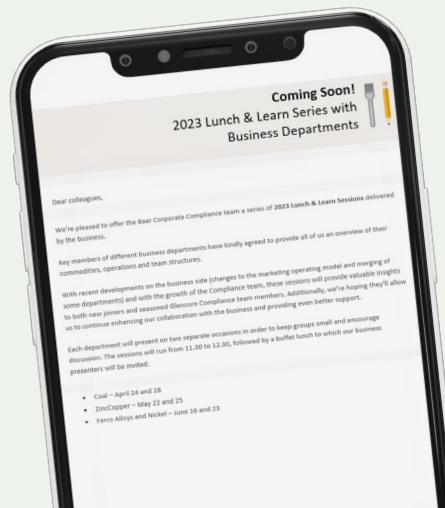 Coming Soon!
2023 Lunch & Learn Series with
Business Departments
Dear colleagues,
We're pleased to offer the Baar Corporate Compliance team a series of 2023 Lunch & Learn Sessions delivered
by the business.
Key members of different business departments have kindly agreed to provide all of us an overview of their
commodities, operations and team structures.
With recent developments on the business side (changes to the marketing operating model and merging of
some departments) and with the growth of the Compliance team, these sessions will provide valuable insights
to both new joiners and seasoned Glencore Compliance team members. Additionally, we're hoping they'll allow
us to continue enhancing our collaboration with the business and providing even better support.
Each department will present on two separate occasions in order to keep groups small and encourage
discussion. The sessions will run from 11.30 to 12.30, followed by a buffet lunch to which our business
presenters will be invited.
• Coal – April 24 and 28
• ZincCopper – May 22 and 25
• Ferro Alloys and Nickel – June 16 and 23